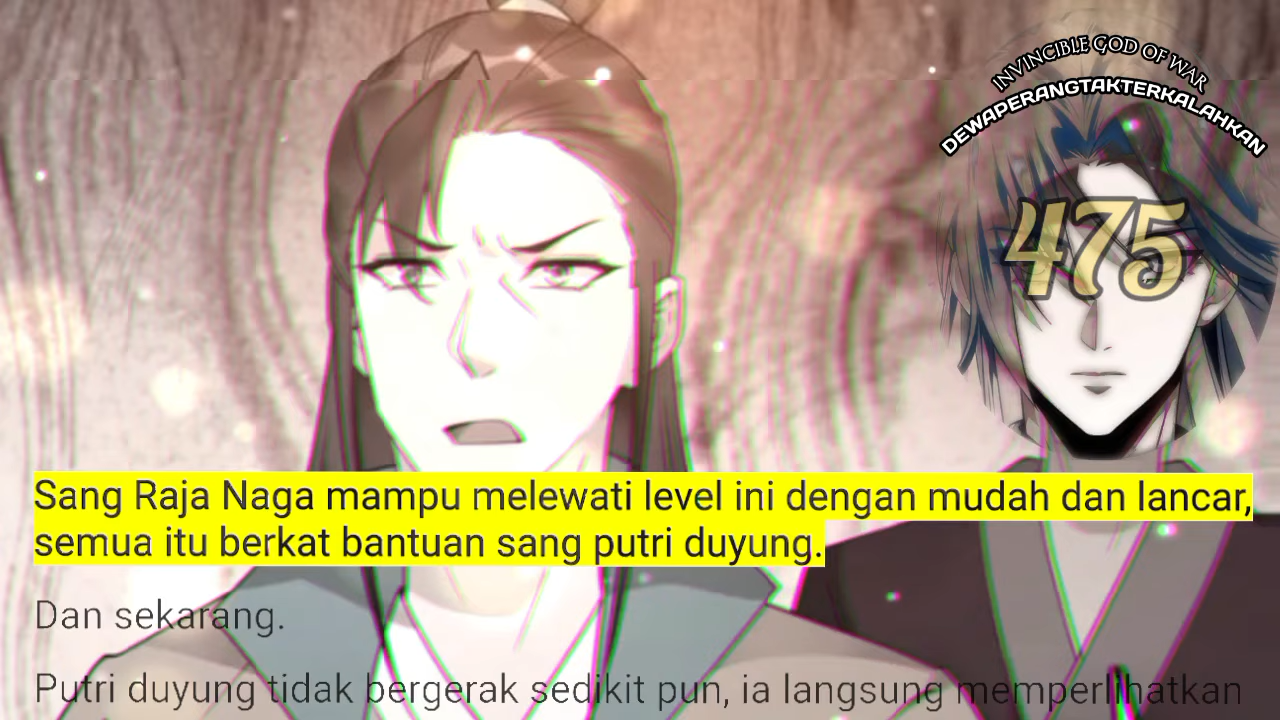 INVINCIBLE GOD OF WAR
DEWAPERANGTAKTERKALAHKAN
475
Sang Raja Naga mampu melewati level ini dengan mudah dan lancar,
semua itu berkat bantuan sang putri duyung.
Dan sekarang.
Putri duyung tidak bergerak sedikit pun, ia langsung memperlihatkan